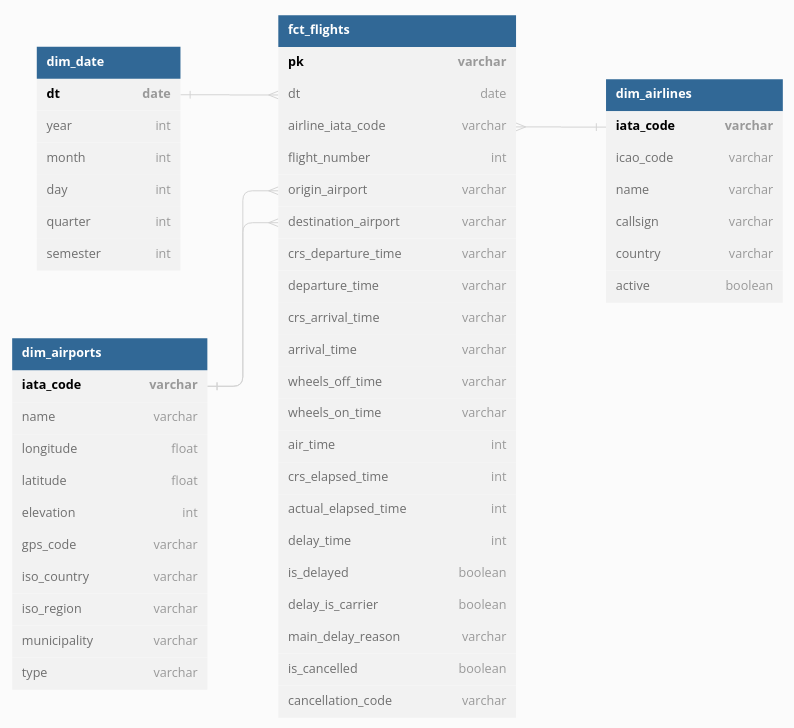 dim_date
dt date
year int
month int
day int
quarter int
semester int
dim_airports
iata_code varchar
name varchar
longitude float
latitude float
elevation int
gps_code varchar
iso_country varchar
iso_region varchar
municipality varchar
type varchar
fct_flights
pk varchar
dt date
airline_iata_code varchar
flight_number int
origin_airport varchar
destination_airport varchar
crs_departure_time varchar
departure_time varchar
crs_arrival_time varchar
arrival_time varchar
wheels_off_time varchar
wheels_on_time varchar
air_time int
crs_elapsed_time int
actual_elapsed_time int
delay_time int
is_delayed boolean
delay_is_carrier boolean
main_delay_reason varchar
is_cancelled boolean
cancellation_code varchar
dim_airlines
iata_code varchar
icao_code varchar
name varchar
callsign varchar
country varchar
active boolean